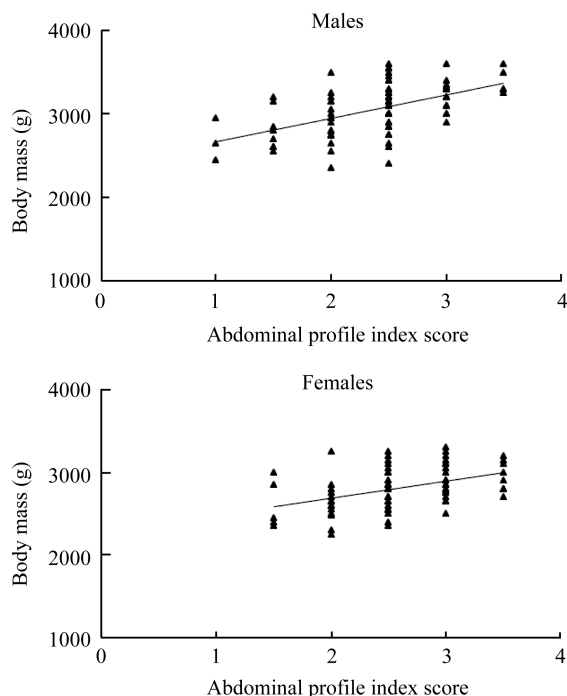 Males
4000
3000
2000
1000
Body mass (g)
0 1 2 3 4
Abdominal profile index score
Females
4000
3000
2000
1000
Body mass (g)
0 1 2 3 4
Abdominal profile index score